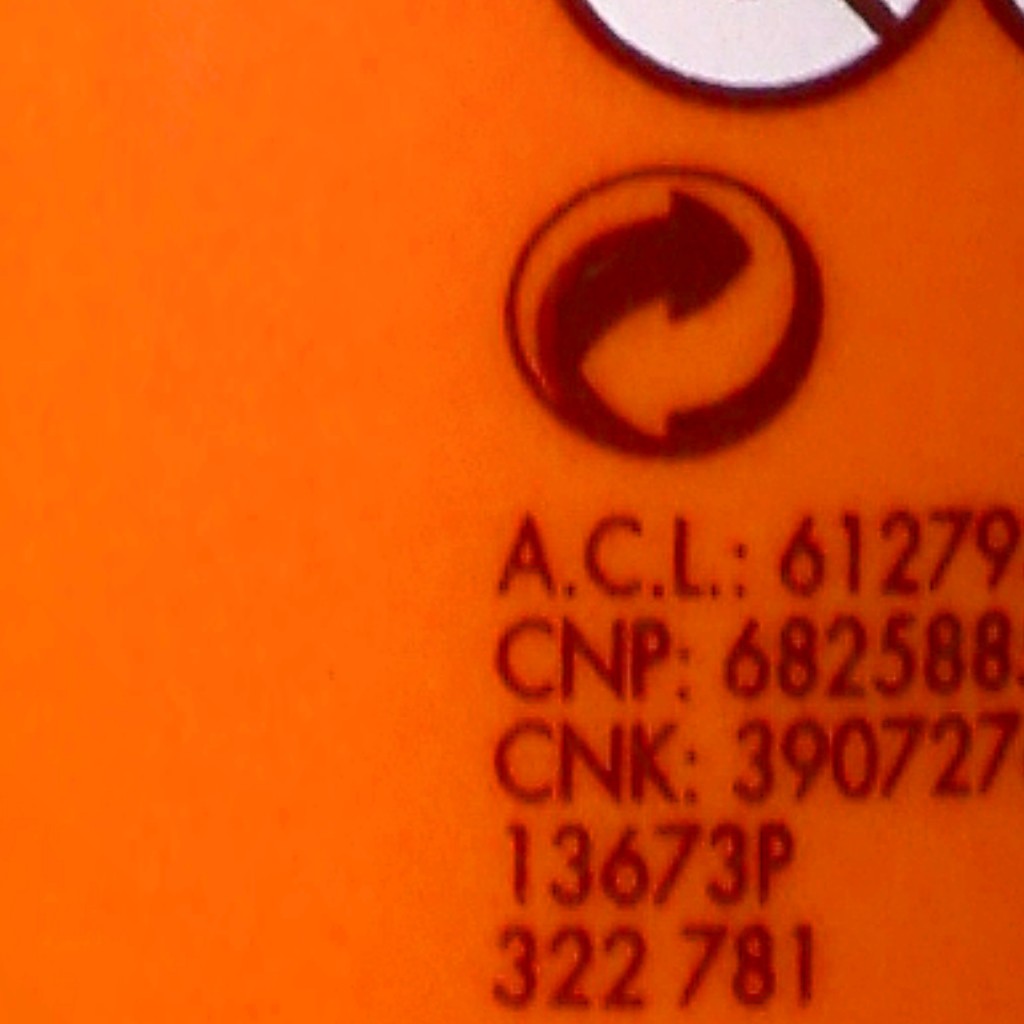 A.C.L.: 61279
CNP: 682588
CNK: 390727
13673P
322 781